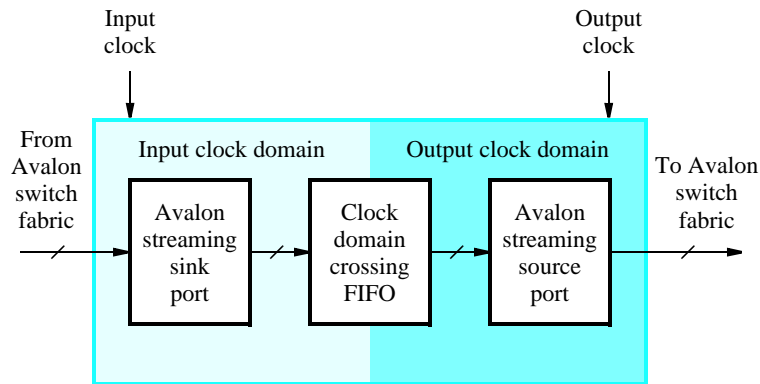 Input
clock
Output
clock
From
Avalon
switch
fabric
Input clock domain
Output clock domain
To Avalon
switch
fabric
Avalon
streaming
sink
port
Clock
domain
crossing
FIFO
Avalon
streaming
source
port